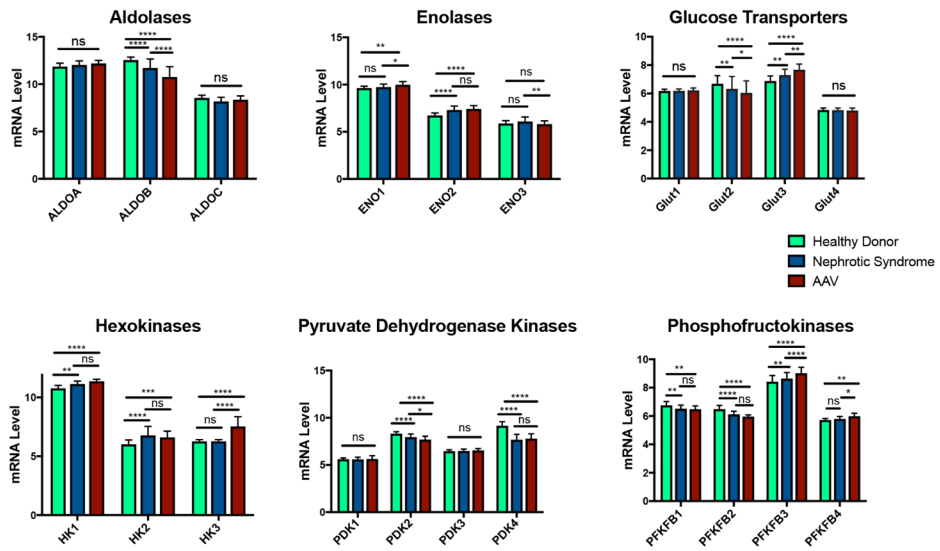 Aldolases
mRNA Level
15
10
5
0
ns
****
**** ****
ns
ALDOA
ALDOB
ALDOC
Enolases
mRNA Level
15
10
5
0
**
ns *
****
**** ns
ns
ns **
ENO1
ENO2
ENO3
Glucose Transporters
mRNA Level
10
8
6
4
2
0
ns
****
** *
****
** **
ns
Glut1
Glut2
Glut3
Glut4
Healthy Donor
Nephrotic Syndrome
AAV
Hexokinases
mRNA Level
10
5
0
****
** ns
***
**** ns
****
ns ****
HK1
HK2
HK3
Pyruvate Dehydrogenase Kinases
mRNA Level
15
10
5
0
ns
****
**** *
ns
****
**** ns
PDK1
PDK2
PDK3
PDK4
Phosphofructokinases
mRNA Level
10
8
6
4
2
0
**
** ns
****
**** ns
****
** ****
**
ns *
PFKFB1
PFKFB2
PFKFB3
PFKFB4